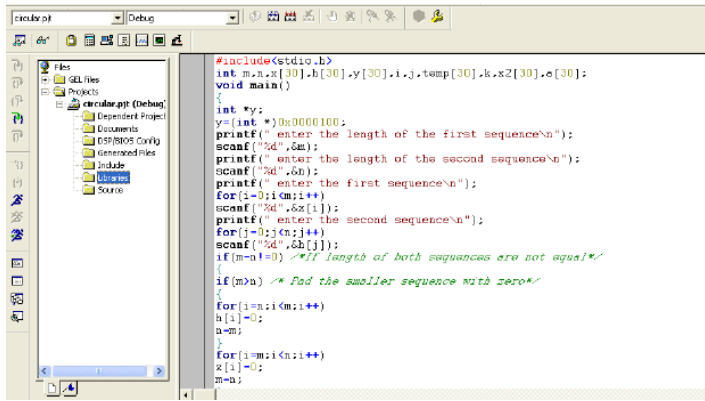 circular.pjt
Debug
Files
GEL files
Projects
circular.pjt (Debug)
Dependent Project
Documents
DSP/BIOS Config
Generated Files
Include
Libraries
Source
#include<stdio.h>
int m,n,x[30],h[30],y[30],i,j,temp[30],k,x2[30],a[30];
void main()
{
int *y;
y=(int *)0x0000100;
printf(" enter the length of the first sequence\n");
scanf("%d",&m);
printf(" enter the length of the second sequence\n");
scanf("%d",&n);
printf(" enter the first sequence\n");
for(i=0;i<m;i++)
scanf("%d",&x[i]);
printf(" enter the second sequence\n");
for(j=0;j<n;j++)
scanf("%d",&h[j]);
if(m-n!=0) /*If length of both sequences are not equal*/
{
if(m>n) /* Pad the smaller sequence with zero*/
{
for(i=n;i<m;i++)
h[i]=0;
n=m;
}
for(i=m;i<n;i++)
x[i]=0;
m=n;